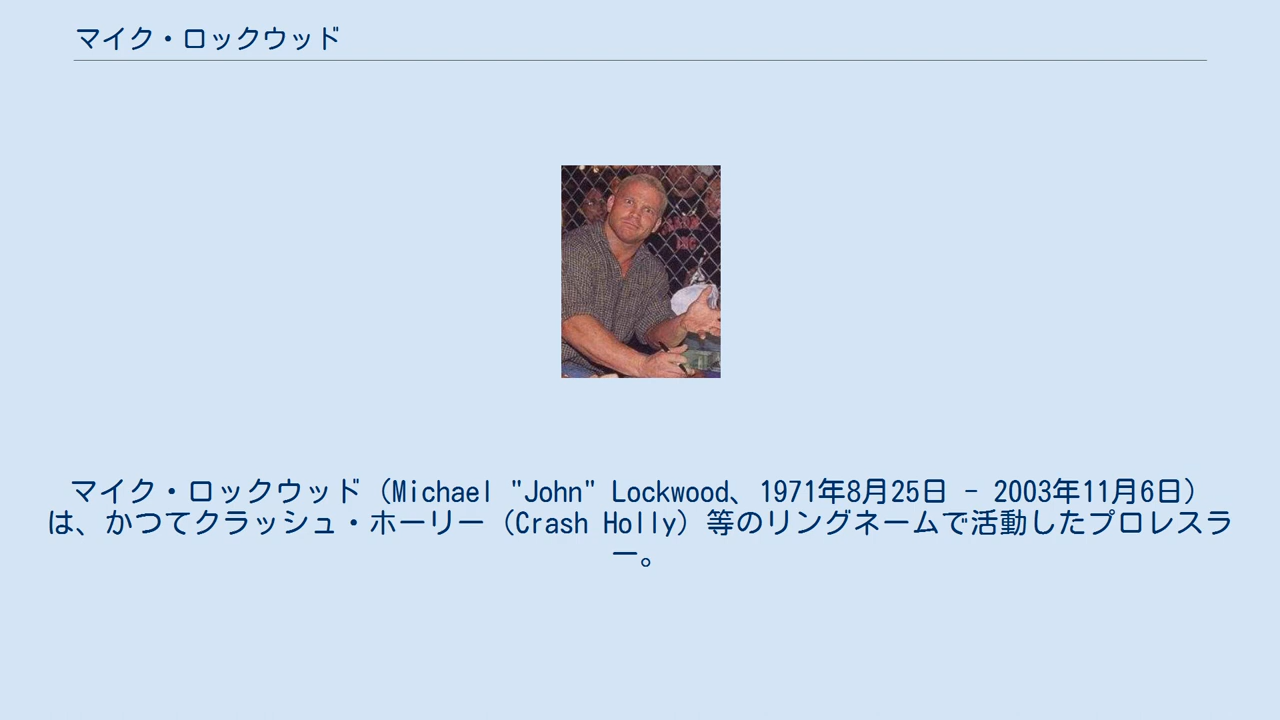 マイク・ロックウッド
マイク・ロックウッド（Michael "John" Lockwood、1971年8月25日 - 2003年11月6日）
は、かつてクラッシュ・ホーリー（Crash Holly）等のリングネームで活動したプロレスラ
ー。